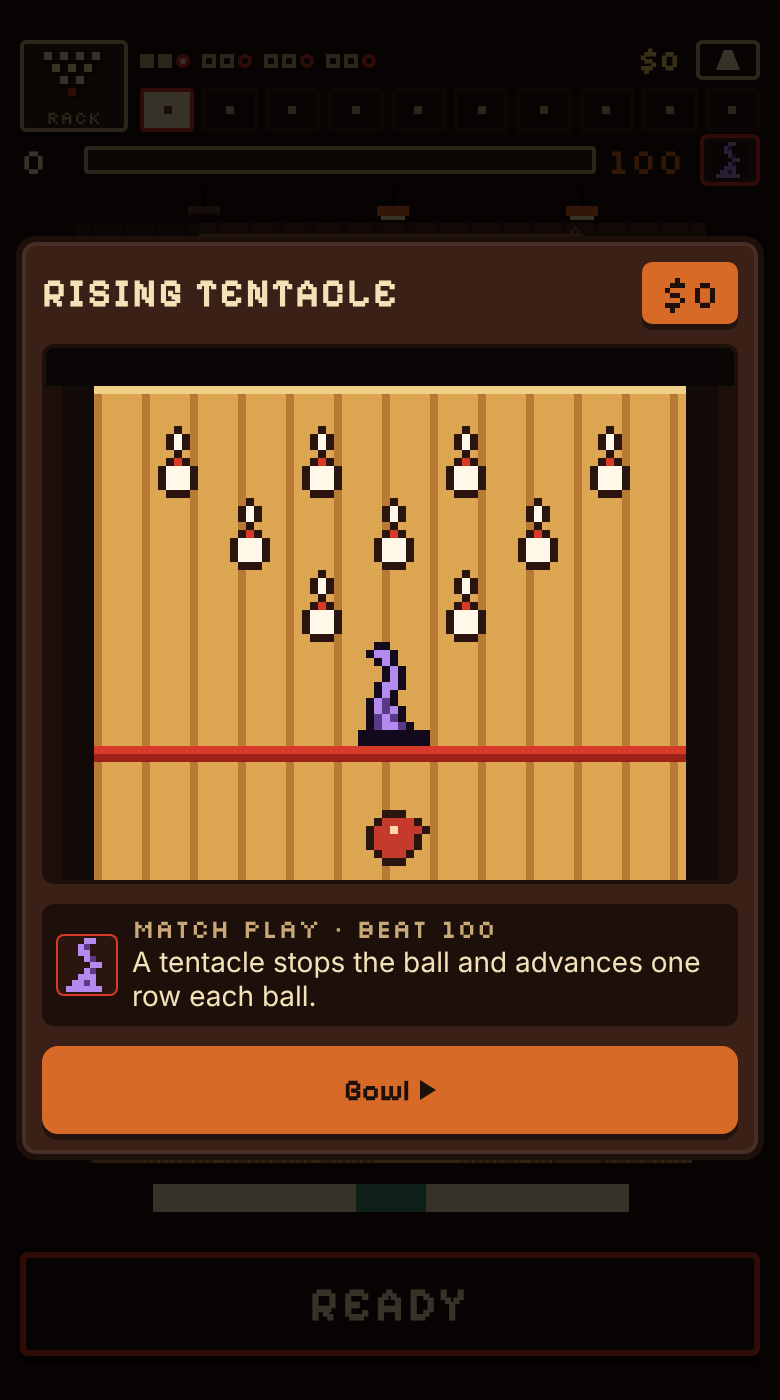 $0
RACK
0
100
RISING TENTACLE
$0
MATCH PLAY · BEAT 100
A tentacle stops the ball and advances one
row each ball.
Bowl ▶
READY